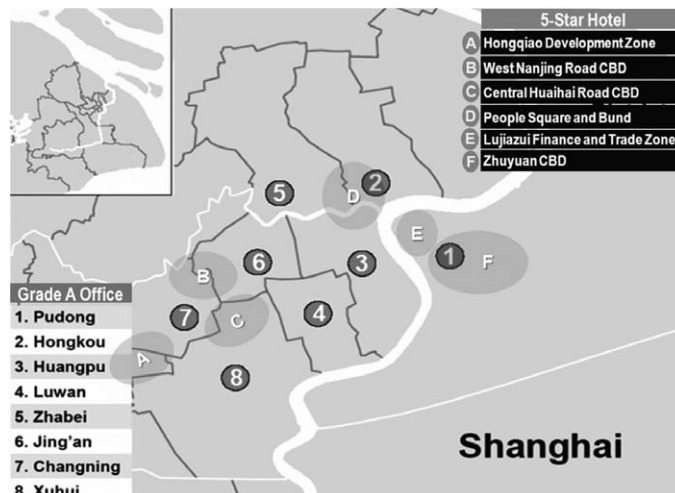 5-Star Hotel
A Hongqiao Development Zone
B West Nanjing Road CBD
C Central Huaihai Road CBD
D People Square and Bund
E Lujiazui Finance and Trade Zone
F Zhuyuan CBD
5
D
2
E
1
F
B
6
3
7
C
4
A
8
Grade A Office
1. Pudong
2. Hongkou
3. Huangpu
4. Luwan
5. Zhabei
6. Jing'an
7. Changning
8. Xuhui
Shanghai